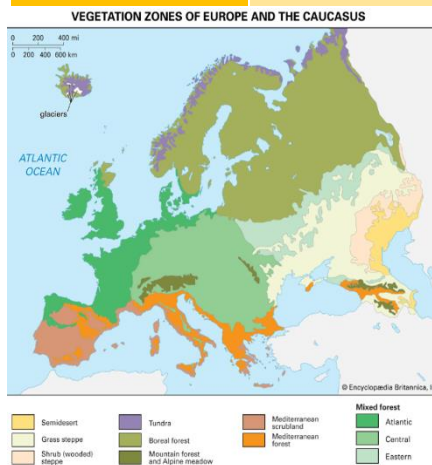 VEGETATION ZONES OF EUROPE AND THE CAUCASUS
0 200 400 mi
0 200 400 600 km
glaciers
ATLANTIC
OCEAN
© Encyclopædia Britannica, I
Semidesert
Grass steppe
Shrub (wooded)
steppe
Tundra
Boreal forest
Mountain forest
and Alpine meadow
Mediterranean
scrubland
Mediterranean
forest
Mixed forest
Atlantic
Central
Eastern